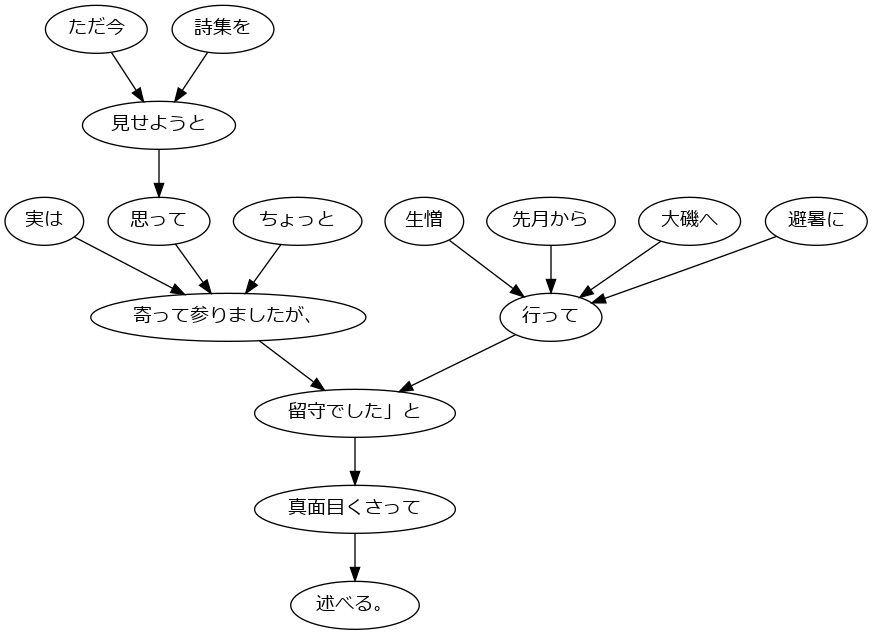 ただ今
詩集を
見せようと
実は
思って
ちょっと
生憎
先月から
大磯へ
避暑に
寄って参りましたが、
行って
留守でした」と
真面目くさって
述べる。